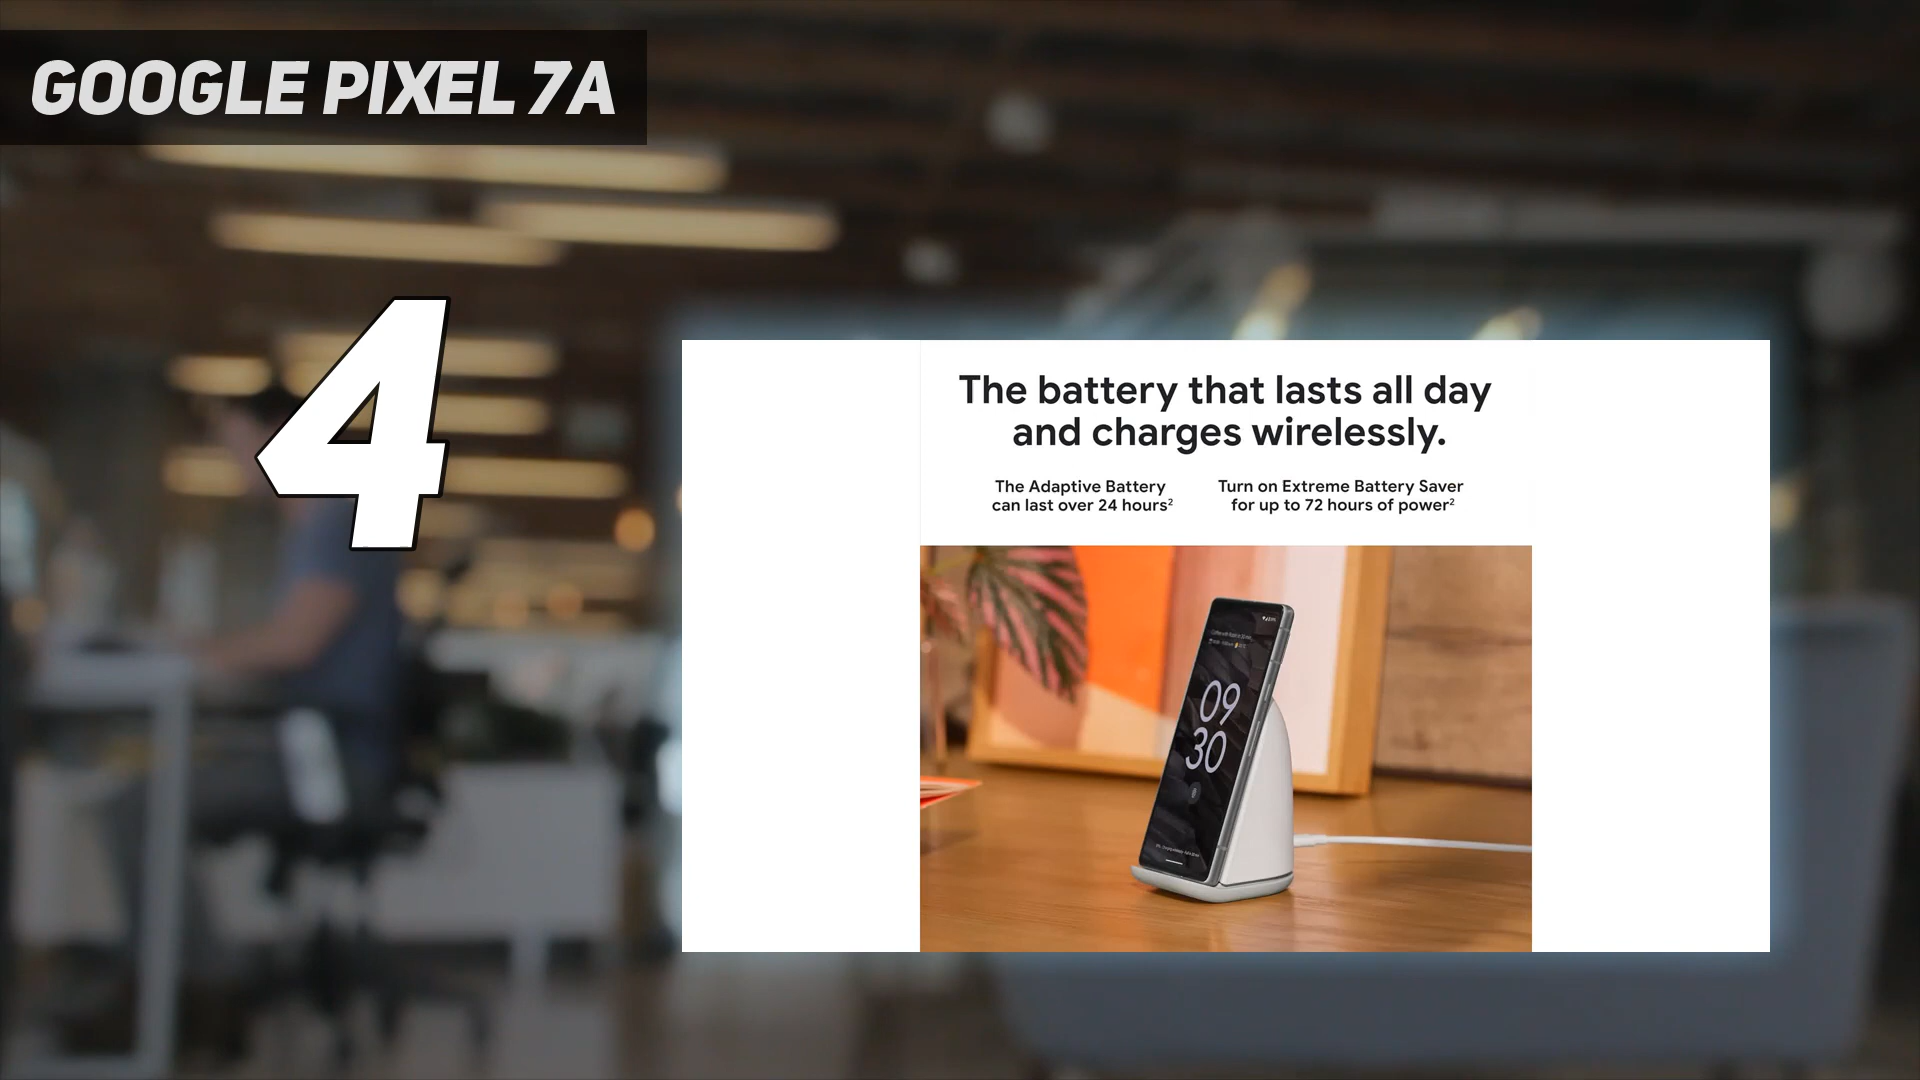 GOOGLE PIXEL 7A
4
The battery that lasts all day
and charges wirelessly.
The Adaptive Battery
can last over 24 hours²
Turn on Extreme Battery Saver
for up to 72 hours of power²
09
30